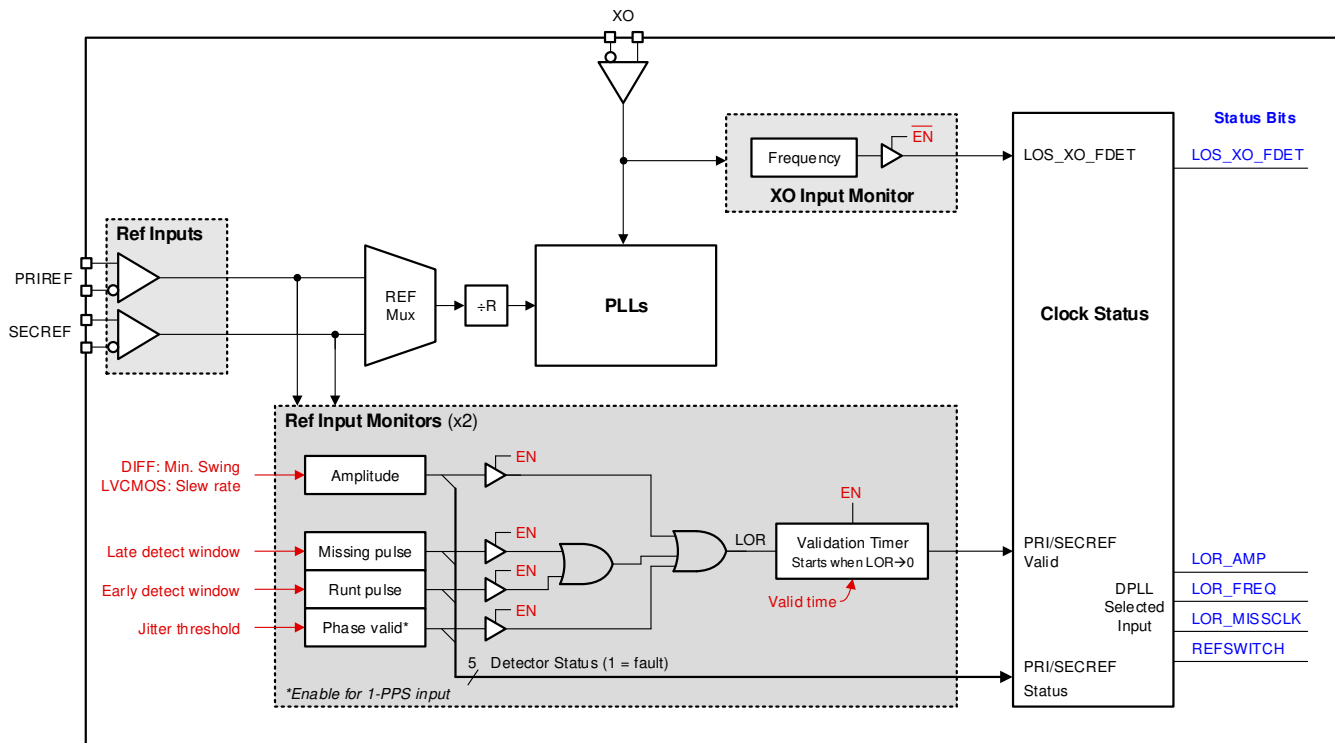 XO
Status Bits
EN
Frequency
LOS_XO_FDET
LOS_XO_FDET
XO Input Monitor
Ref Inputs
PRIREF
SECREF
REF
Mux
÷R
PLLs
Clock Status
Ref Input Monitors (x2)
DIFF: Min. Swing
LVCMOS: Slew rate
Amplitude
EN
EN
Late detect window
Missing pulse
EN
LOR
Validation Timer
Starts when LOR→0
PRI/SECREF
Valid
LOR_AMP
Early detect window
Runt pulse
EN
Valid time
DPLL
Selected
Input
LOR_FREQ
Jitter threshold
Phase valid*
EN
LOR_MISSCLK
REFSWITCH
5 Detector Status (1 = fault)
PRI/SECREF
Status
*Enable for 1-PPS input